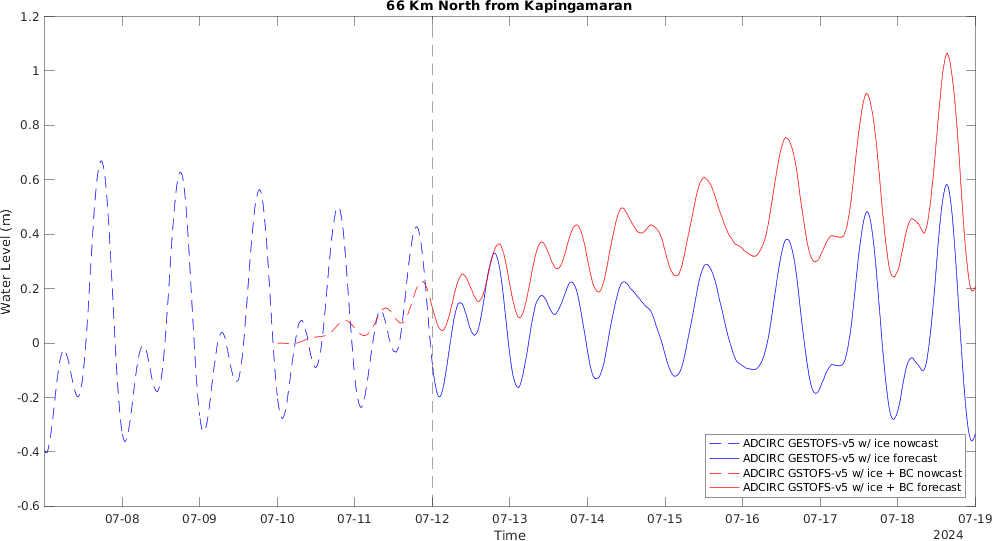 66 Km North from Kapingamaran
Water Level (m)
1.2
1
0.8
0.6
0.4
0.2
0
-0.2
-0.4
-0.6
ADCIRC GESTOFS-v5 w/ ice nowcast
ADCIRC GESTOFS-v5 w/ ice forecast
ADCIRC GSTOFS-v5 w/ ice + BC nowcast
ADCIRC GSTOFS-v5 w/ ice + BC forecast
07-08 07-09 07-10 07-11 07-12 07-13 07-14 07-15 07-16 07-17 07-18 07-19
Time
2024